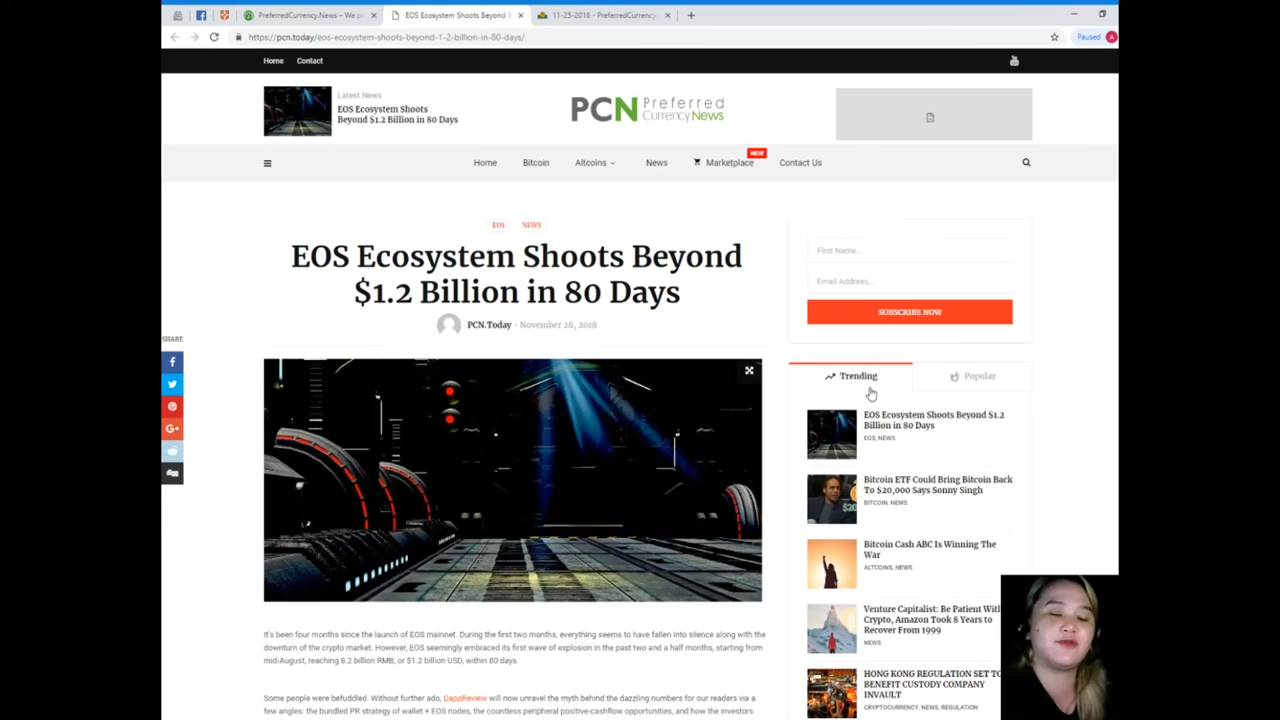 PreferredCurrency.News – We p
EOS Ecosystem Shoots Beyond $
11-25-2018 - PreferredCurrency
https://pcn.today/eos-ecosystem-shoots-beyond-1-2-billion-in-80-days/
Paused
A
Home
Contact
Latest News
EOS Ecosystem Shoots
Beyond $1.2 Billion in 80 Days
PCN Preferred
Currency News
Home
Bitcoin
Altcoins
News
Marketplace
NEW
Contact Us
EOS
NEWS
EOS Ecosystem Shoots Beyond
$1.2 Billion in 80 Days
PCN.Today - November 26, 2018
SHARE
It's been four months since the launch of EOS mainnet. During the first two months, everything seems to have fallen into silence along with the
downturn of the crypto market. However, EOS seemingly embraced its first wave of explosion in the past two and a half months, starting from
mid-August, reaching 8.2 billion RMB, or $1.2 billion USD, within 80 days.
Some people were befuddled. Without further ado, DappReview will now unravel the myth behind the dazzling numbers for our readers via a
few angles: the bundled PR strategy of wallet + EOS nodes, the countless peripheral positive-cashflow opportunities, and how the investors
First Name...
Email Address..
SUBSCRIBE NOW
Trending
Popular
EOS Ecosystem Shoots Beyond $1.2
Billion in 80 Days
EOS, NEWS
Bitcoin ETF Could Bring Bitcoin Back
To $20,000 Says Sonny Singh
BITCOIN, NEWS
Bitcoin Cash ABC Is Winning The
War
ALTCOINS, NEWS
Venture Capitalist: Be Patient With
Crypto, Amazon Took 8 Years to
Recover From 1999
NEWS
HONG KONG REGULATION SET TO
BENEFIT CUSTODY COMPANY
INVAULT
CRYPTOCURRENCY, NEWS, REGULATION